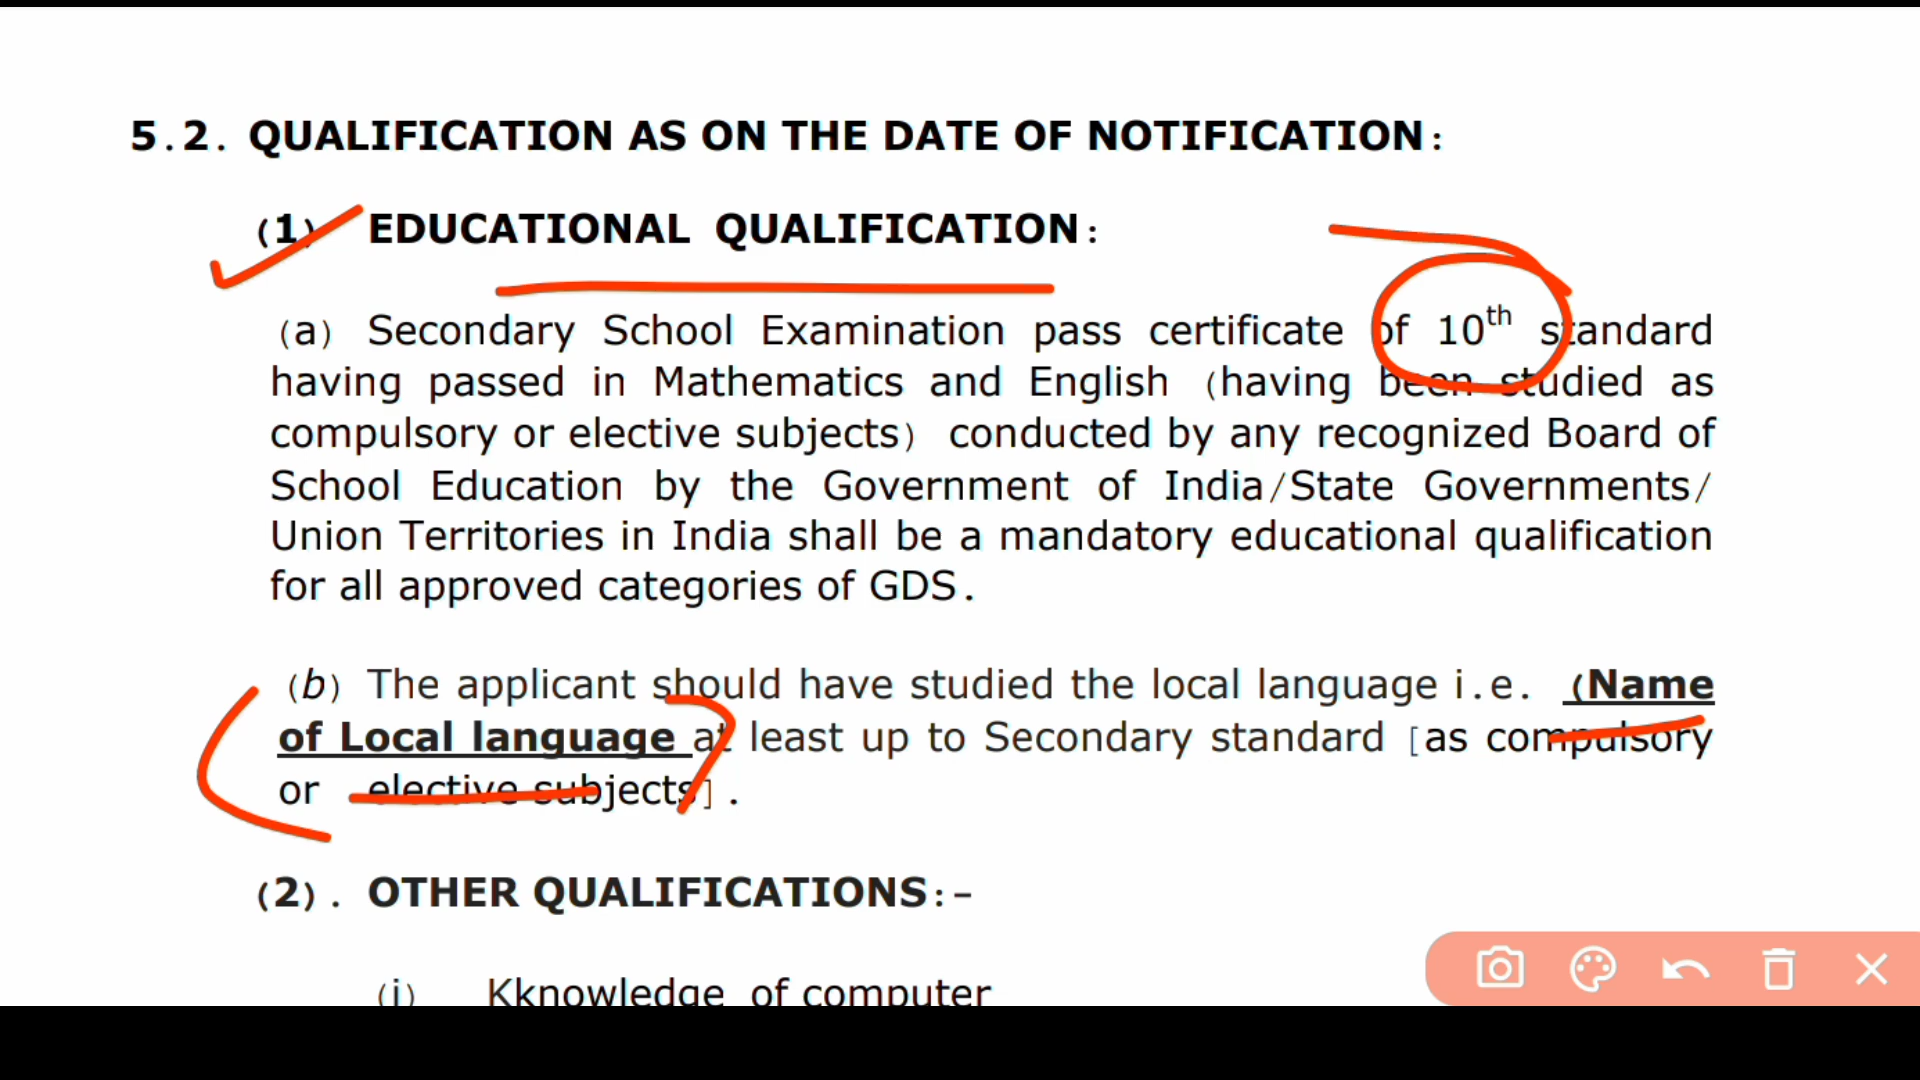 5.2. QUALIFICATION AS ON THE DATE OF NOTIFICATION:
(1) EDUCATIONAL QUALIFICATION:
(a) Secondary School Examination pass certificate of 10th standard
having passed in Mathematics and English (having been studied as
compulsory or elective subjects) conducted by any recognized Board of
School Education by the Government of India/State Governments/
Union Territories in India shall be a mandatory educational qualification
for all approved categories of GDS.
(b) The applicant should have studied the local language i.e. (Name
of Local language at least up to Secondary standard [as compulsory
or elective subjects].
(2). OTHER QUALIFICATIONS:-
(i) Kknowledge of computer